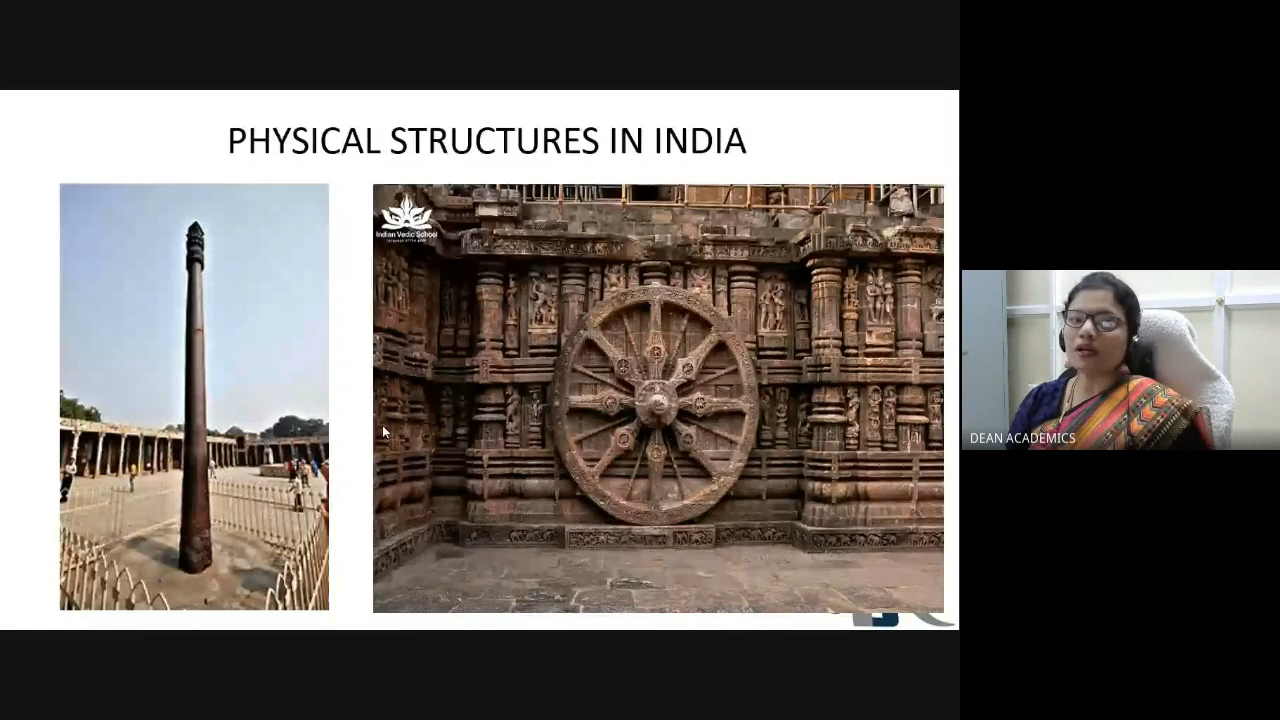 PHYSICAL STRUCTURES IN INDIA
Indian Vedic School
DEAN ACADEMICS